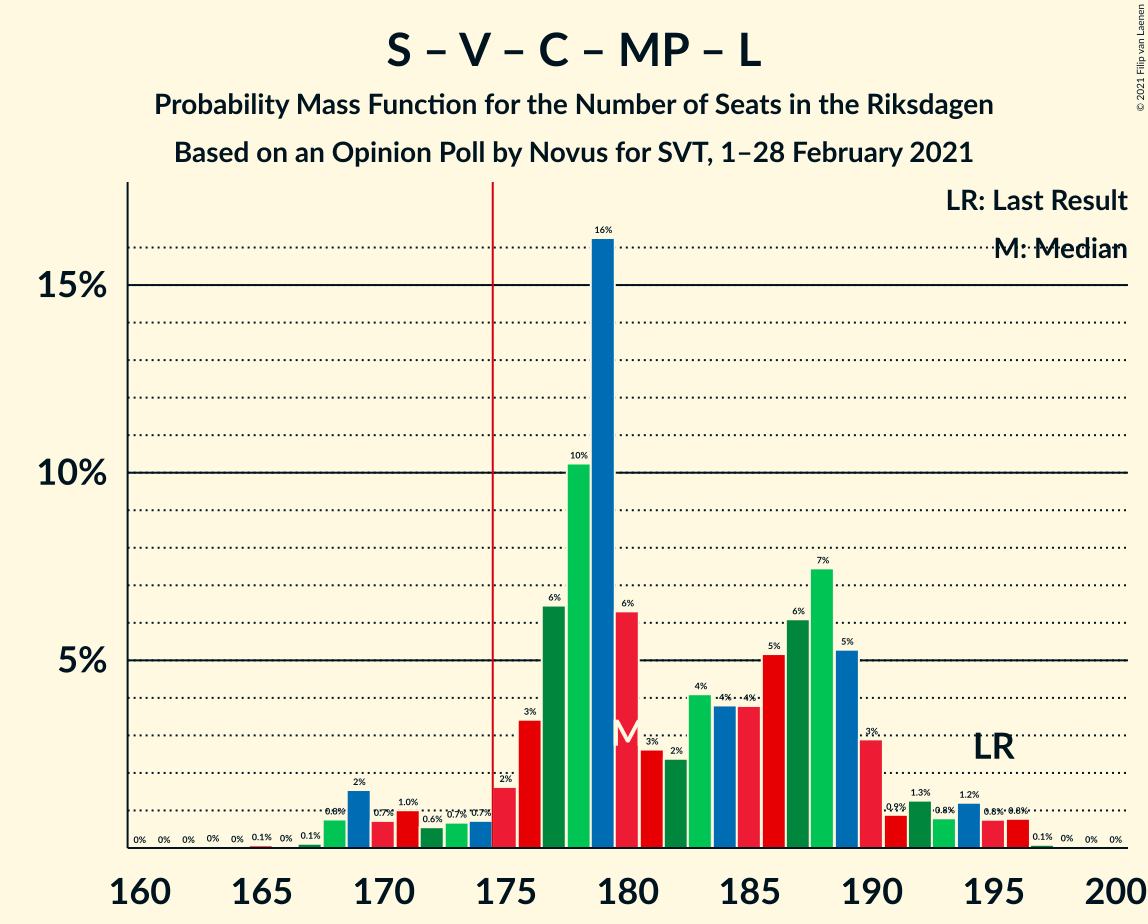 S – V – C – MP – L
Probability Mass Function for the Number of Seats in the Riksdagen
Based on an Opinion Poll by Novus for SVT, 1–28 February 2021
© 2021 Filip van Laenen
LR: Last Result
M: Median
15%
10%
5%
0% 0% 0% 0% 0% 0.1% 0% 0.1% 0.8% 2% 0.7% 1.0% 0.6% 0.7% 0.7% 2% 3% 6% 10% 16% 6% 3% 2% 4% 4% 4% 5% 6% 7% 5% 3% 0.9% 1.3% 0.8% 1.2% 0.8% 0.8% 0.1% 0% 0% 0%
M
LR
160 165 170 175 180 185 190 195 200